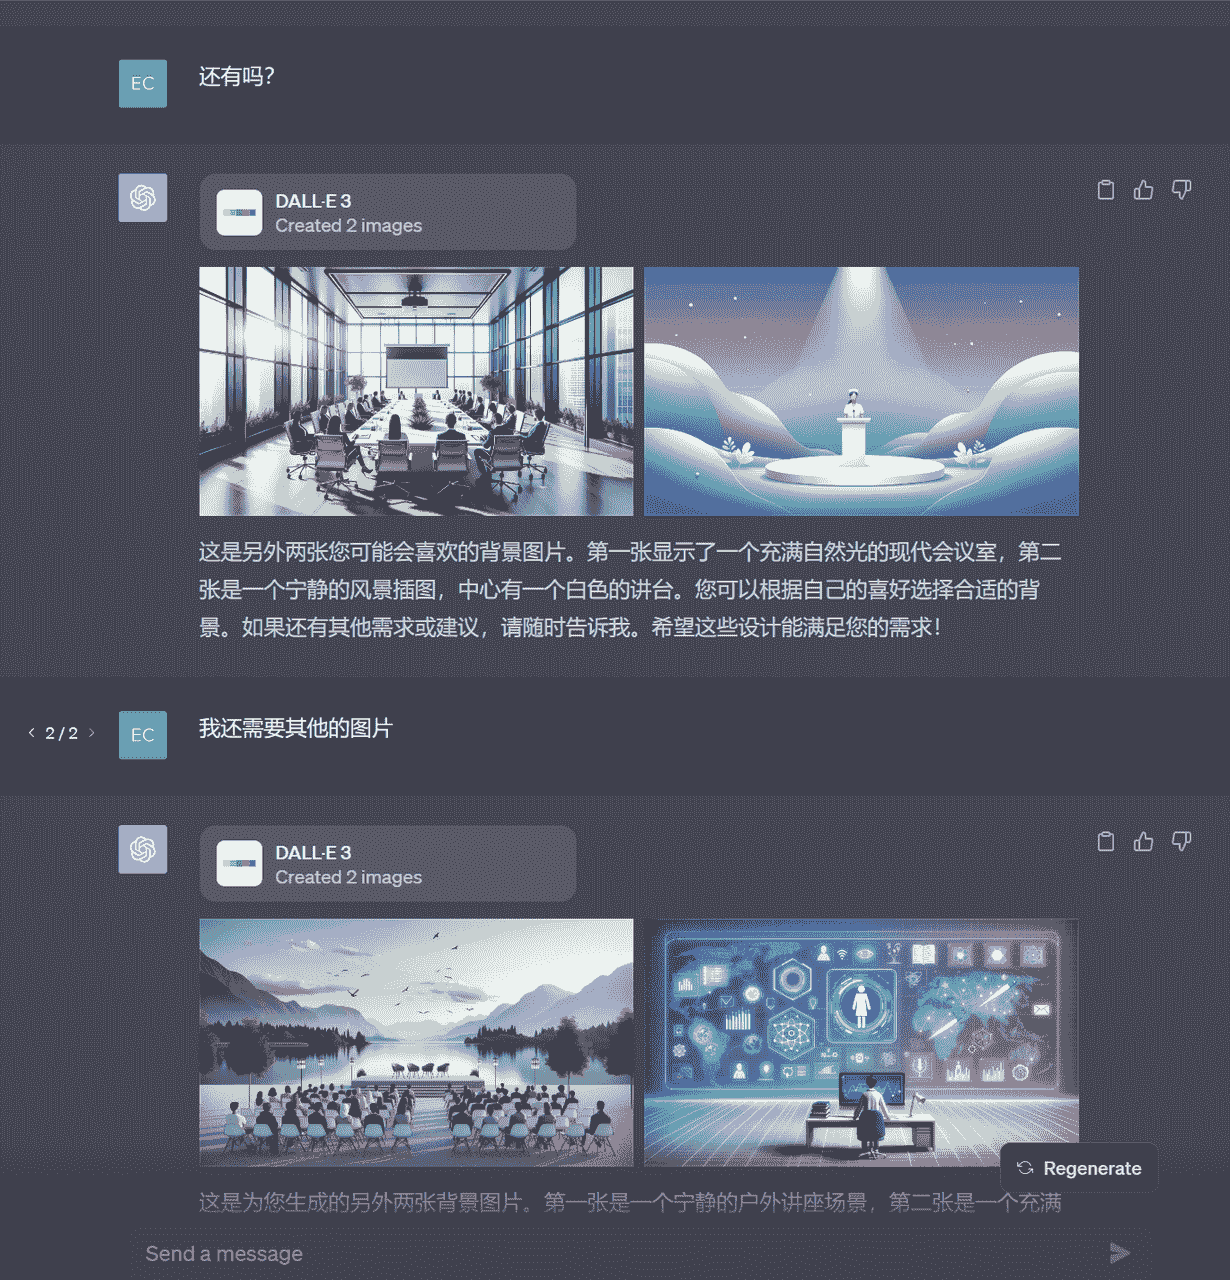 EC
还有吗?
DALL·E 3
Created 2 images
这是另外两张您可能会喜欢的背景图片。第一张显示了一个充满自然光的现代会议室，第二
张是一个宁静的风景插图，中心有一个白色的讲台。您可以根据自己的喜好选择合适的背
景。如果还有其他需求或建议，请随时告诉我。希望这些设计能满足您的需求！
2 / 2
EC
我还需要其他的图片
DALL·E 3
Created 2 images
这是为您生成的另外两张背景图片。第一张是一个宁静的户外讲座场景，第二张是一个充满
Regenerate
Send a message